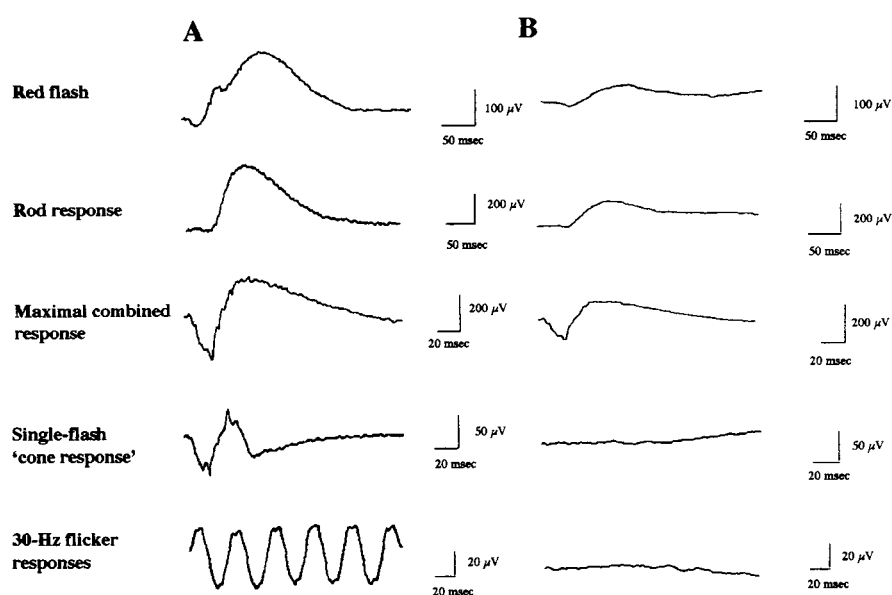 A B
Red flash
100 μV
50 msec
100 μV
50 msec
Rod response
200 μV
50 msec
200 μV
50 msec
Maximal combined
response
200 μV
20 msec
200 μV
20 msec
Single-flash
‘cone response’
50 μV
20 msec
50 μV
20 msec
30-Hz flicker
responses
20 μV
20 msec
20 μV
20 msec